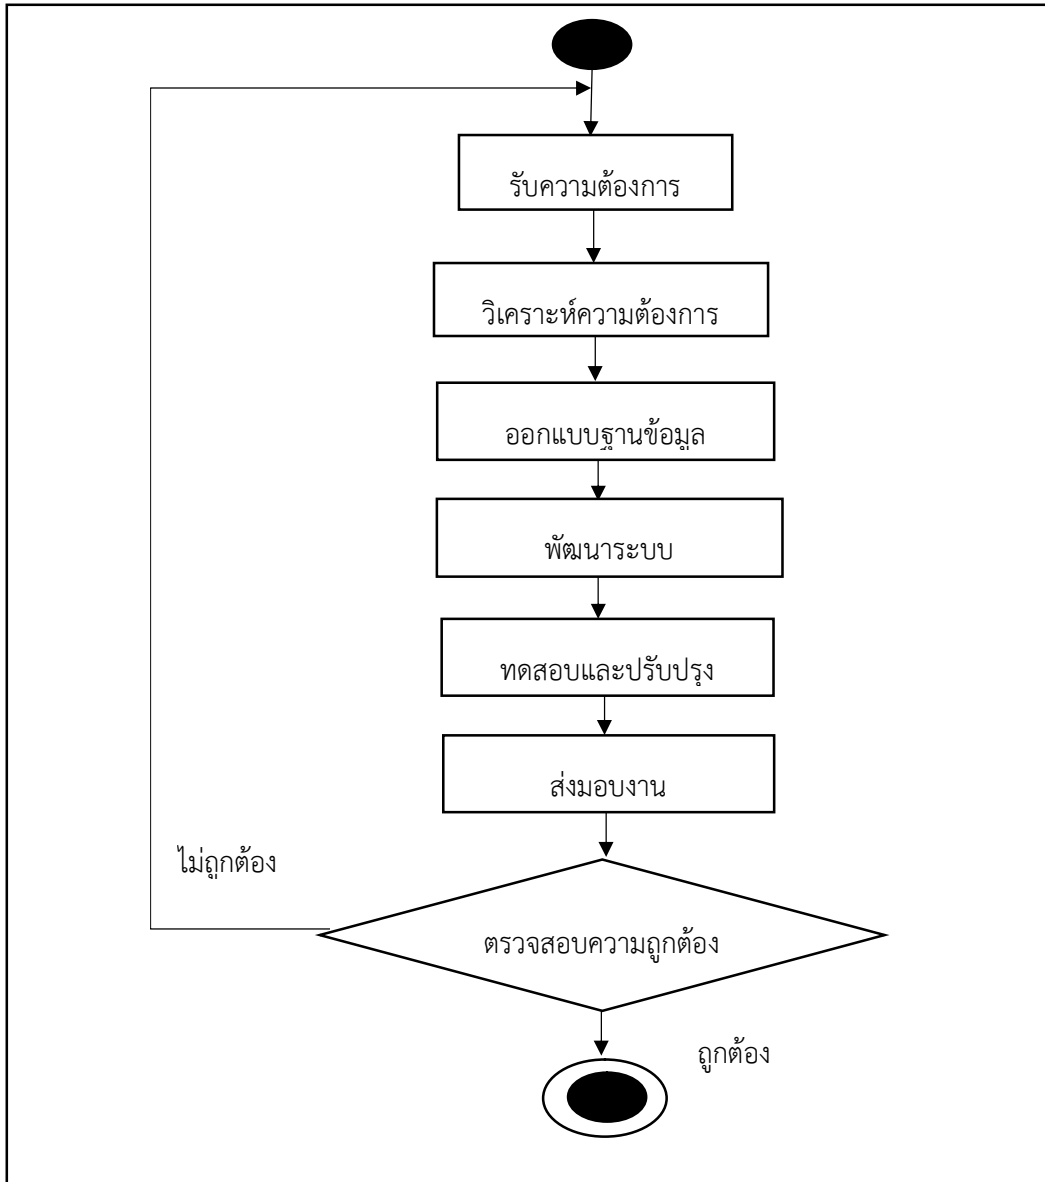 รับความต้องการ
วิเคราะห์ความต้องการ
ออกแบบฐานข้อมูล
พัฒนาระบบ
ทดสอบและปรับปรุง
ส่งมอบงาน
ไม่ถูกต้อง
ตรวจสอบความถูกต้อง
ถูกต้อง